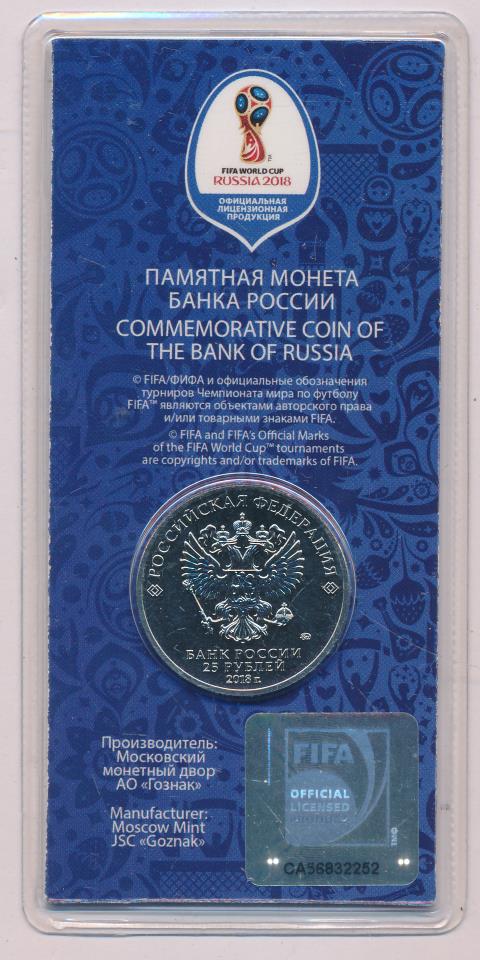 FIFA WORLD CUP
RUSSIA 2018
ОФИЦИАЛЬНАЯ
ЛИЦЕНЗИОННАЯ
ПРОДУКЦИЯ
ПАМЯТНАЯ МОНЕТА
БАНКА РОССИИ
COMMEMORATIVE COIN OF
THE BANK OF RUSSIA
© FIFA/ФИФА и официальные обозначения
турниров Чемпионата мира по футболу
FIFA™ являются объектами авторского права
и/или товарными знаками FIFA.
© FIFA and FIFA's Official Marks
of the FIFA World Cup™ tournaments
are copyrights and/or trademarks of FIFA.
РОССИЙСКАЯ ФЕДЕРАЦИЯ
БАНК РОССИИ
25 РУБЛЕЙ
2018 г.
Производитель:
Московский
монетный двор
АО «Гознак»
Manufacturer:
Moscow Mint
JSC «Goznak»
FIFA
OFFICIAL
LICENSED
PRODUCT
CA56832252